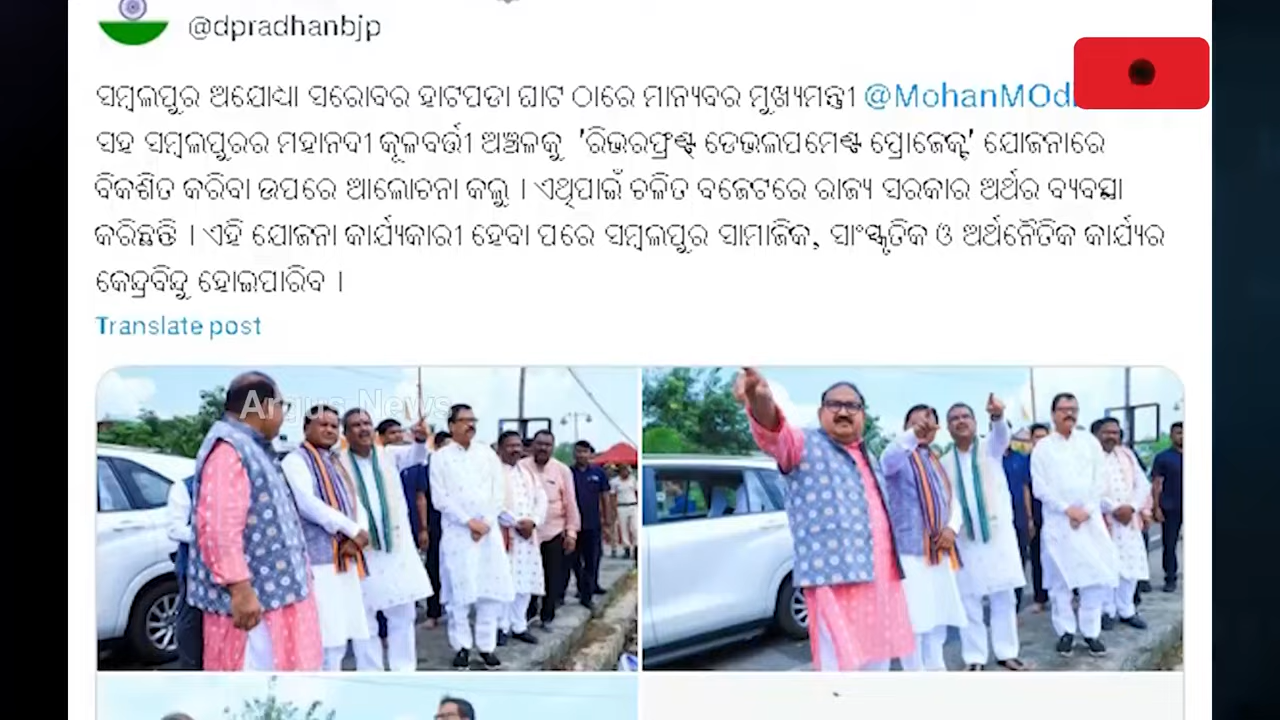 @dpradhanbjp
ସମ୍ବଲପୁର ଅଯୋଧ୍ୟା ସରୋବର ହାଟପଡା ଘାଟ ଠାରେ ମାନ୍ୟବର ମୁଖ୍ୟମନ୍ତ୍ରୀ @MohanMOd
ସହ ସମ୍ବଲପୁରର ମହାନଦୀ କୂଳବର୍ତ୍ତୀ ଅଞ୍ଚଳକୁ 'ରିଭରଫ୍ରଣ୍ଟ ଡେଭଲପମେଣ୍ଟ ପ୍ରୋଜେକ୍ଟ' ଯୋଜନାରେ
ବିକଶିତ କରିବା ଉପରେ ଆଲୋଚନା କଲୁ । ଏଥିପାଇଁ ଚଳିତ ବଜେଟରେ ରାଜ୍ୟ ସରକାର ଅର୍ଥର ବ୍ୟବସ୍ଥା
କରିଛନ୍ତି । ଏହି ଯୋଜନା କାର୍ଯ୍ୟକାରୀ ହେବା ପରେ ସମ୍ବଲପୁର ସାମାଜିକ, ସାଂସ୍କୃତିକ ଓ ଅର୍ଥନୈତିକ କାର୍ଯ୍ୟର
କେନ୍ଦ୍ରବିନ୍ଦୁ ହୋଇପାରିବ ।
Translate post
Argus News